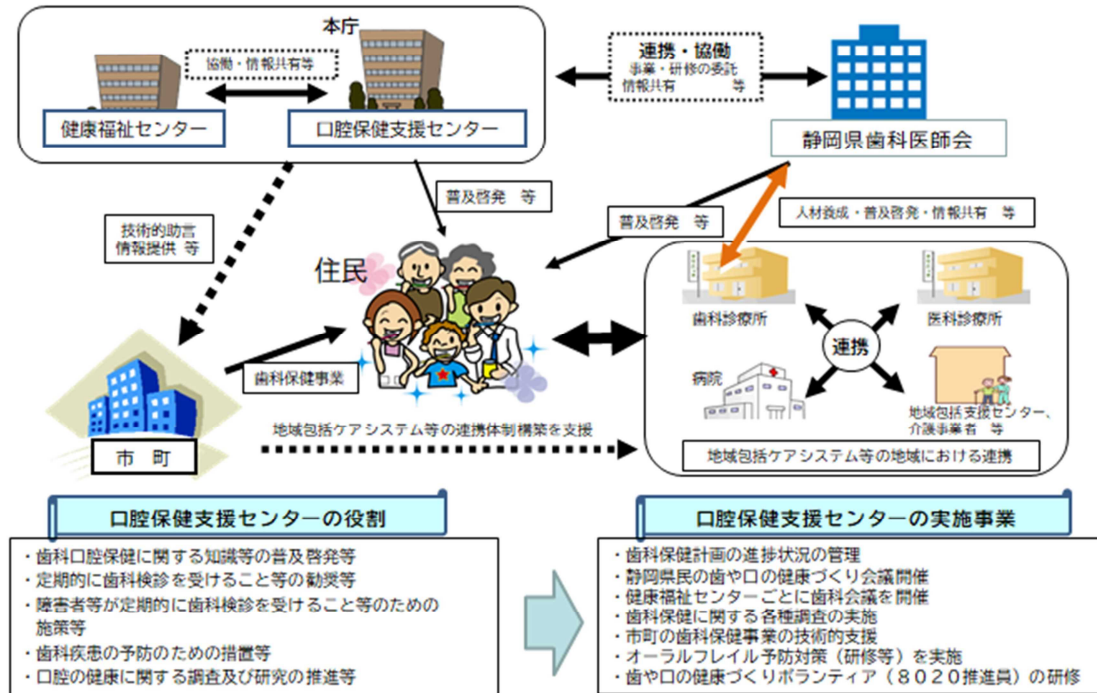 本庁
協働・情報共有等
健康福祉センター
口腔保健支援センター
連携・協働
事業・研修の委託
情報共有　　　　等
静岡県歯科医師会
技術的助言
情報提供 等
普及啓発　等
普及啓発　等
人材養成・普及啓発・情報共有　等
住民
歯科診療所
医科診療所
連携
病院
地域包括支援センター、
介護事業者　等
地域包括ケアシステム等の地域における連携
歯科保健事業
地域包括ケアシステム等の連携体制構築を支援
市　町
口腔保健支援センターの役割
・歯科口腔保健に関する知識等の普及啓発等
・定期的に歯科検診を受けること等の勧奨等
・障害者等が定期的に歯科検診を受けること等のための
施策等
・歯科疾患の予防のための措置等
・口腔の健康に関する調査及び研究の推進等
口腔保健支援センターの実施事業
・歯科保健計画の進捗状況の管理
・静岡県民の歯や口の健康づくり会議開催
・健康福祉センターごとに歯科会議を開催
・歯科保健に関する各種調査の実施
・市町の歯科保健事業の技術的支援
・オーラルフレイル予防対策（研修等）を実施
・歯や口の健康づくりボランティア（８０２０推進員）の研修